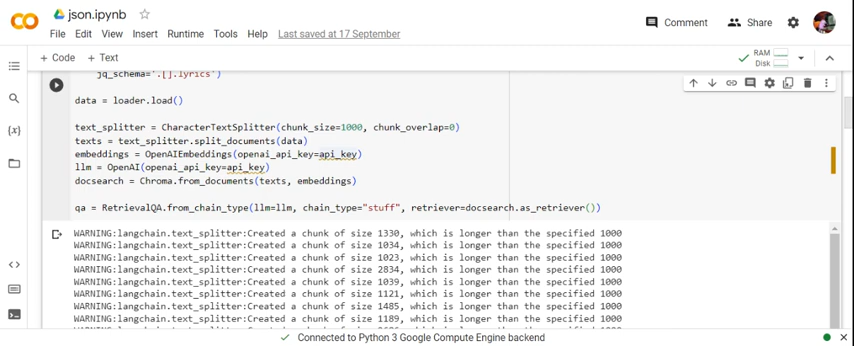 json.ipynb
Comment
Share
File Edit View Insert Runtime Tools Help Last saved at 17 September
+ Code + Text
RAM
Disk
jq_schema='.[].lyrics')
data = loader.load()
text_splitter = CharacterTextSplitter(chunk_size=1000, chunk_overlap=0)
texts = text_splitter.split_documents(data)
embeddings = OpenAIEmbeddings(openai_api_key=api_key)
llm = OpenAI(openai_api_key=api_key)
docsearch = Chroma.from_documents(texts, embeddings)
qa = RetrievalQA.from_chain_type(llm=llm, chain_type="stuff", retriever=docsearch.as_retriever())
WARNING:langchain.text_splitter:Created a chunk of size 1330, which is longer than the specified 1000
WARNING:langchain.text_splitter:Created a chunk of size 1034, which is longer than the specified 1000
WARNING:langchain.text_splitter:Created a chunk of size 1023, which is longer than the specified 1000
WARNING:langchain.text_splitter:Created a chunk of size 2834, which is longer than the specified 1000
WARNING:langchain.text_splitter:Created a chunk of size 1039, which is longer than the specified 1000
WARNING:langchain.text_splitter:Created a chunk of size 1121, which is longer than the specified 1000
WARNING:langchain.text_splitter:Created a chunk of size 1485, which is longer than the specified 1000
WARNING:langchain.text_splitter:Created a chunk of size 1189, which is longer than the specified 1000
Connected to Python 3 Google Compute Engine backend